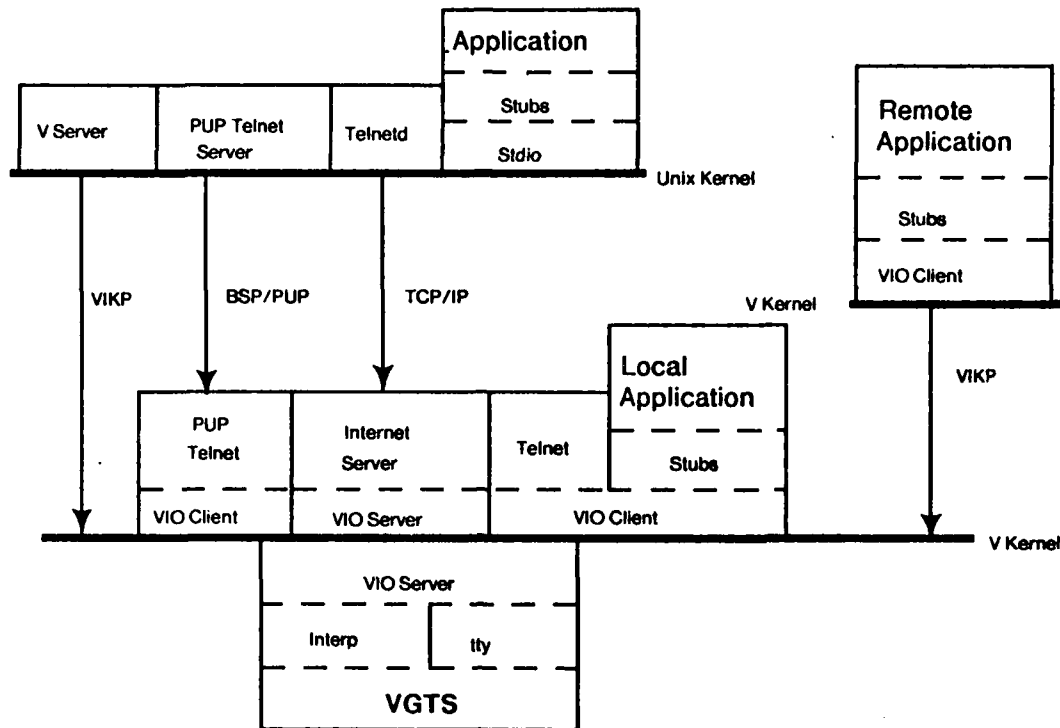 Application
Stubs
Stdio
V Server
PUP Telnet
Server
Telnetd
Unix Kernel
Remote
Application
Stubs
VIO Client
VIKP
BSP/PUP
TCP/IP
V Kernel
VIKP
Local
Application
Stubs
PUP
Telnet
Internet
Server
Telnet
VIO Client
VIO Server
VIO Client
V Kernel
VIO Server
Interp
tty
VGTS